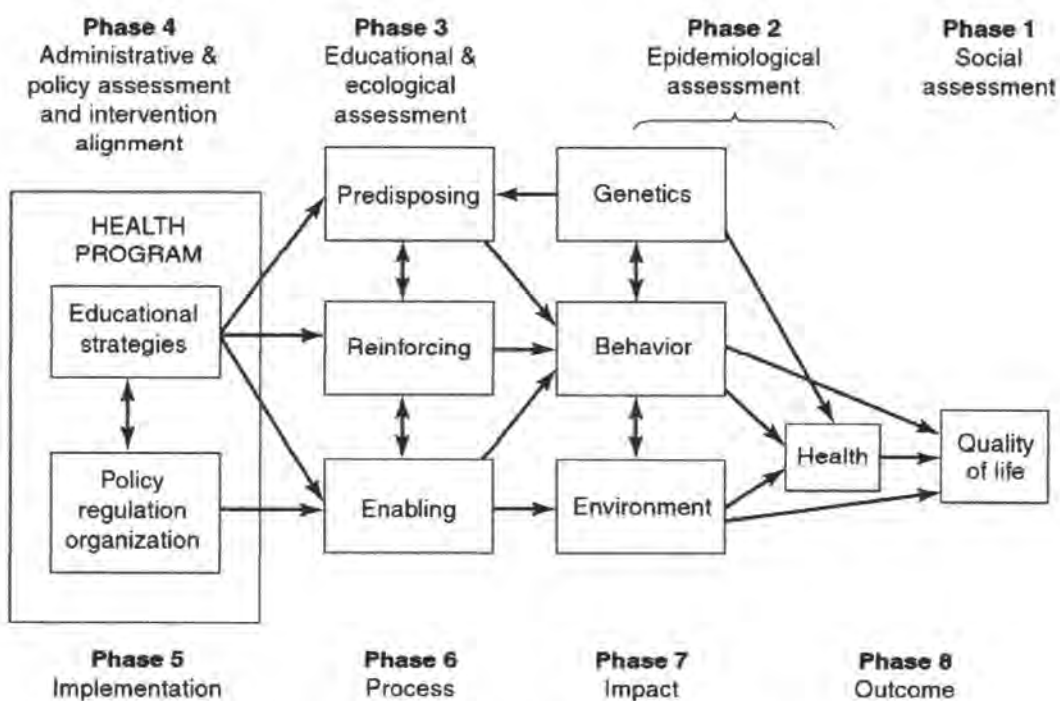 Phase 4
Administrative &
policy assessment
and intervention
alignment
Phase 3
Educational &
ecological
assessment
Phase 2
Epidemiological
assessment
Phase 1
Social
assessment
HEALTH
PROGRAM
Educational
strategies
Policy
regulation
organization
Predisposing
Reinforcing
Enabling
Genetics
Behavior
Environment
Health
Quality
of life
Phase 5
Implementation
Phase 6
Process
Phase 7
Impact
Phase 8
Outcome